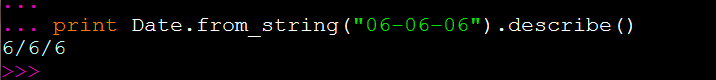 ...
... print Date.from_string("06-06-06").describe()
6/6/6
>>>